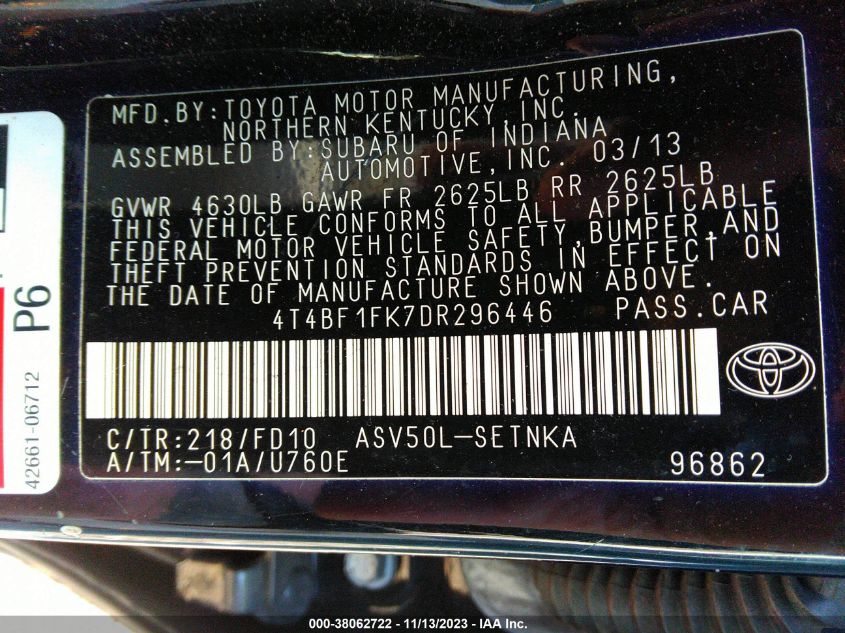 MFD.BY:TOYOTA MOTOR MANUFACTURING,
NORTHERN KENTUCKY,INC.
ASSEMBLED BY:SUBARU OF INDIANA
AUTOMOTIVE,INC. 03/13
GVWR 4630LB GAWR FR 2625LB RR 2625LB
THIS VEHICLE CONFORMS TO ALL APPLICABLE
FEDERAL MOTOR VEHICLE SAFETY,BUMPER,AND
THEFT PREVENTION STANDARDS IN EFFECT ON
THE DATE OF MANUFACTURE SHOWN ABOVE.
4T4BF1FK7DR296446 PASS.CAR
C/TR:218/FD10 ASV50L-SETNKA
A/TM:-01A/U760E 96862
P6
42661-06712
000-38062722 - 11/13/2023 - IAA Inc.